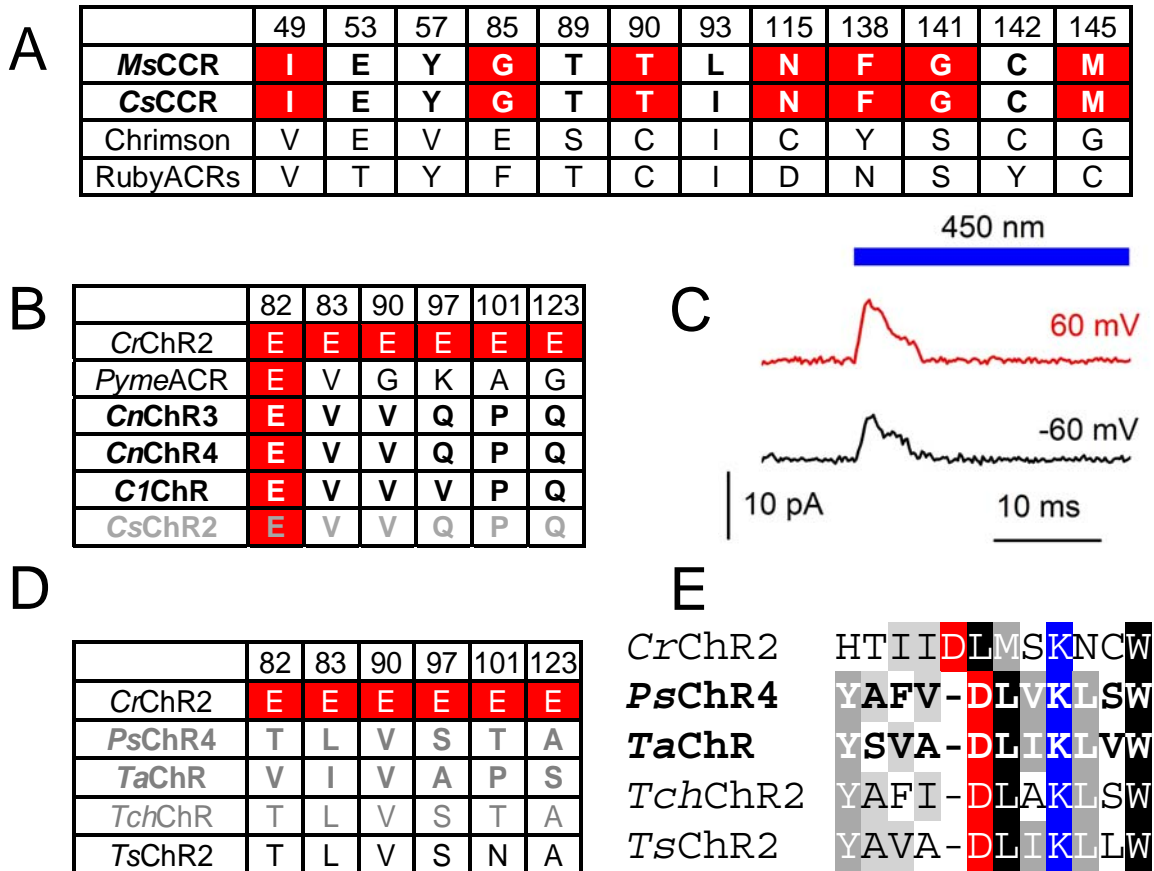 A
49 53 57 85 89 90 93 115 138 141 142 145
MsCCR I E Y G T T L N F G C M
CsCCR I E Y G T T I N F G C M
Chrimson V E V E S C I C Y S C G
RubyACRs V T Y F T C I D N S Y C
B
82 83 90 97 101 123
CrChR2 E E E E E E
PymeACR E V G K A G
CnChR3 E V V Q P Q
CnChR4 E V V Q P Q
C1ChR E V V V P Q
CsChR2 E V V Q P Q
C
450 nm
60 mV
-60 mV
10 pA
10 ms
D
82 83 90 97 101 123
CrChR2 E E E E E E
PsChR4 T L V S T A
TaChR V I V A P S
TchChR T L V S T A
TsChR2 T L V S N A
E
CrChR2 HTIIDLMSKNCW
PsChR4 YAFV-DLVKLSW
TaChR YSVA-DLIKLVW
TchChR2 YAFI-DLAKLSW
TsChR2 YAVA-DLIKLLW